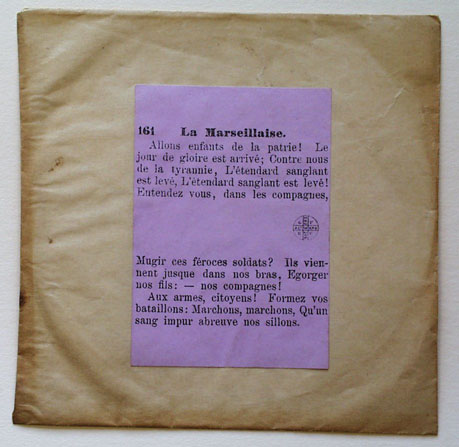 161 La Marseillaise.
Allons enfants de la patrie! Le
jour de gloire est arrivé; Contre nous
de la tyrannie, L'étendard sanglant
est levé, L'étendard sanglant est levé!
Entendez vous, dans les compagnes,
Mugir ces féroces soldats? Ils vien-
nent jusque dans nos bras, Egorger
nos fils: — nos compagnes!
Aux armes, citoyens! Formez vos
bataillons: Marchons, marchons, Qu'un
sang impur abreuve nos sillons.